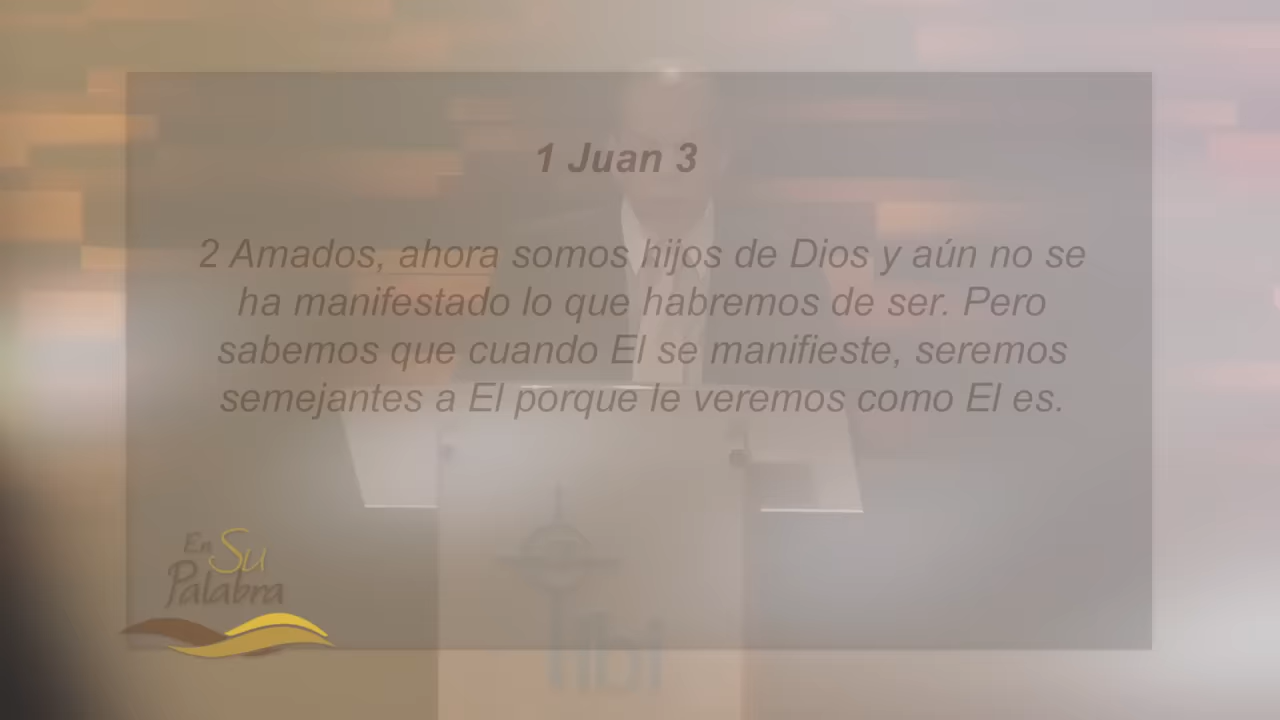 1 Juan 3
2 Amados, ahora somos hijos de Dios y aún no se
ha manifestado lo que habremos de ser. Pero
sabemos que cuando El se manifieste, seremos
semejantes a El porque le veremos como El es.
En Su
Palabra